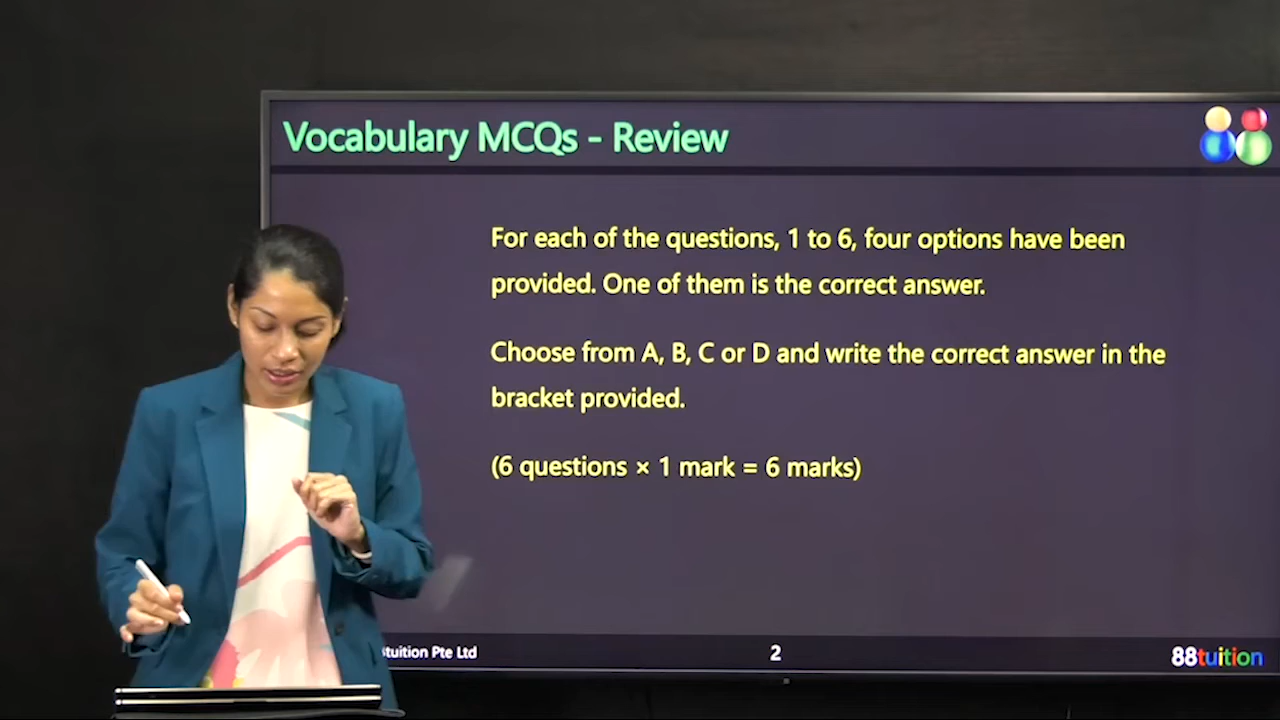 Vocabulary MCQs - Review
For each of the questions, 1 to 6, four options have been
provided. One of them is the correct answer.
Choose from A, B, C or D and write the correct answer in the
bracket provided.
(6 questions × 1 mark = 6 marks)
tuition Pte Ltd
2
88tuition